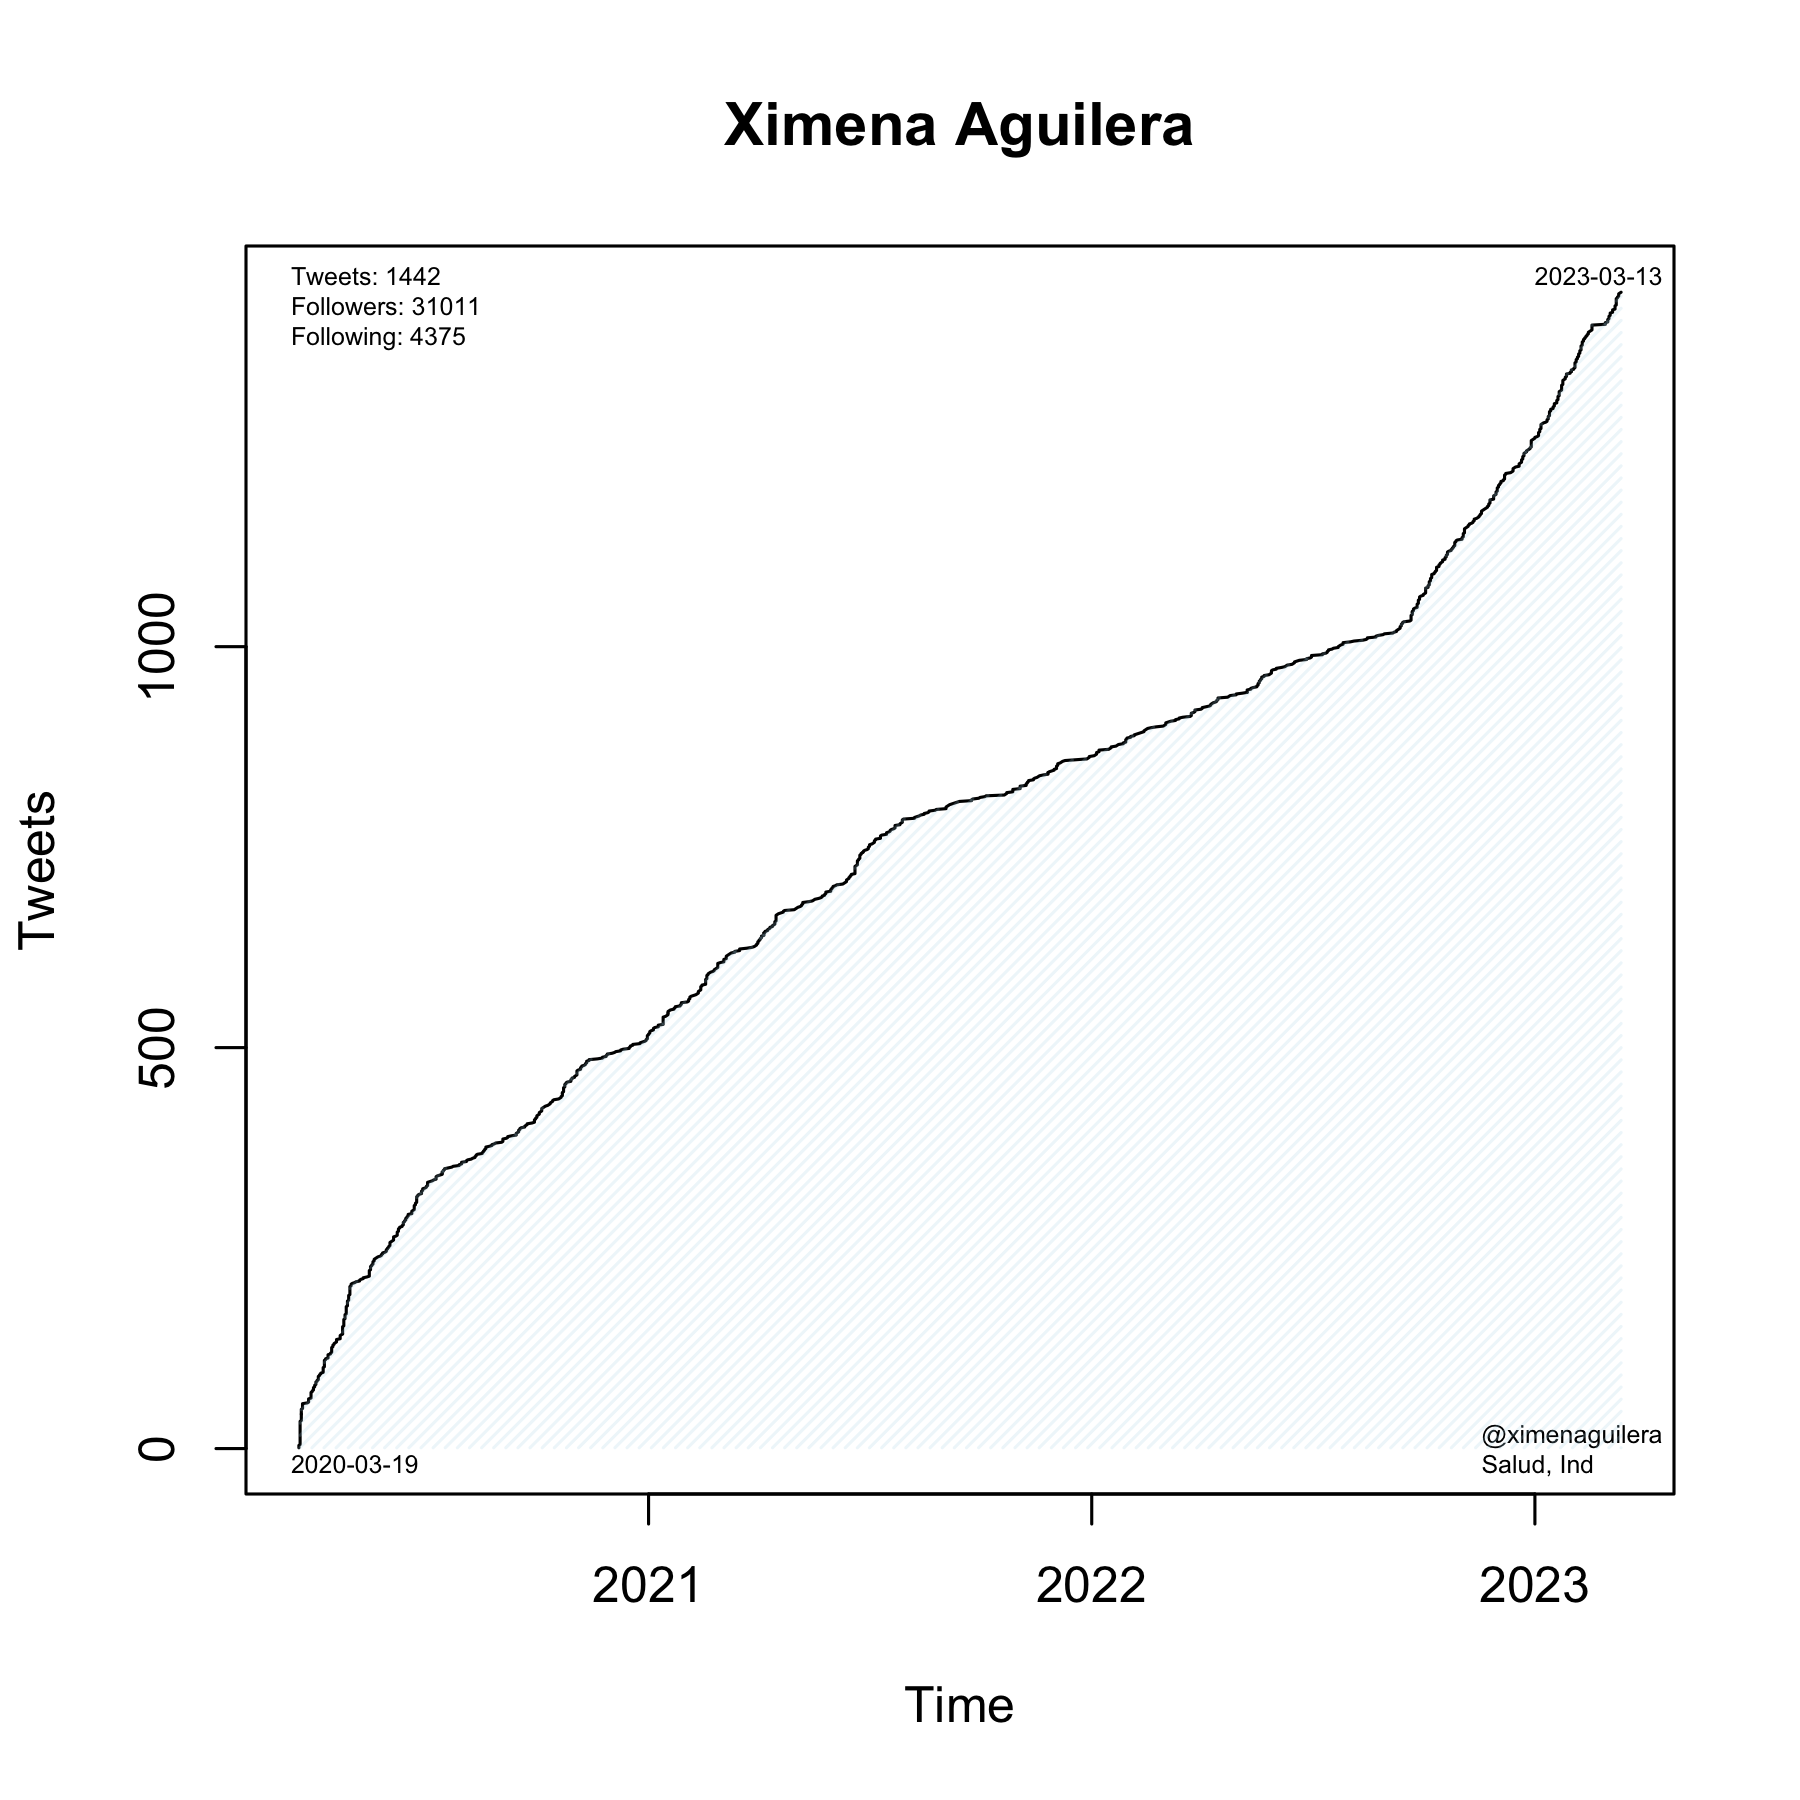 Ximena Aguilera
Tweets: 1442
Followers: 31011
Following: 4375
2023-03-13
Tweets
1000
500
0
2020-03-19
@ximenaguilera
Salud, Ind
2021
2022
2023
Time